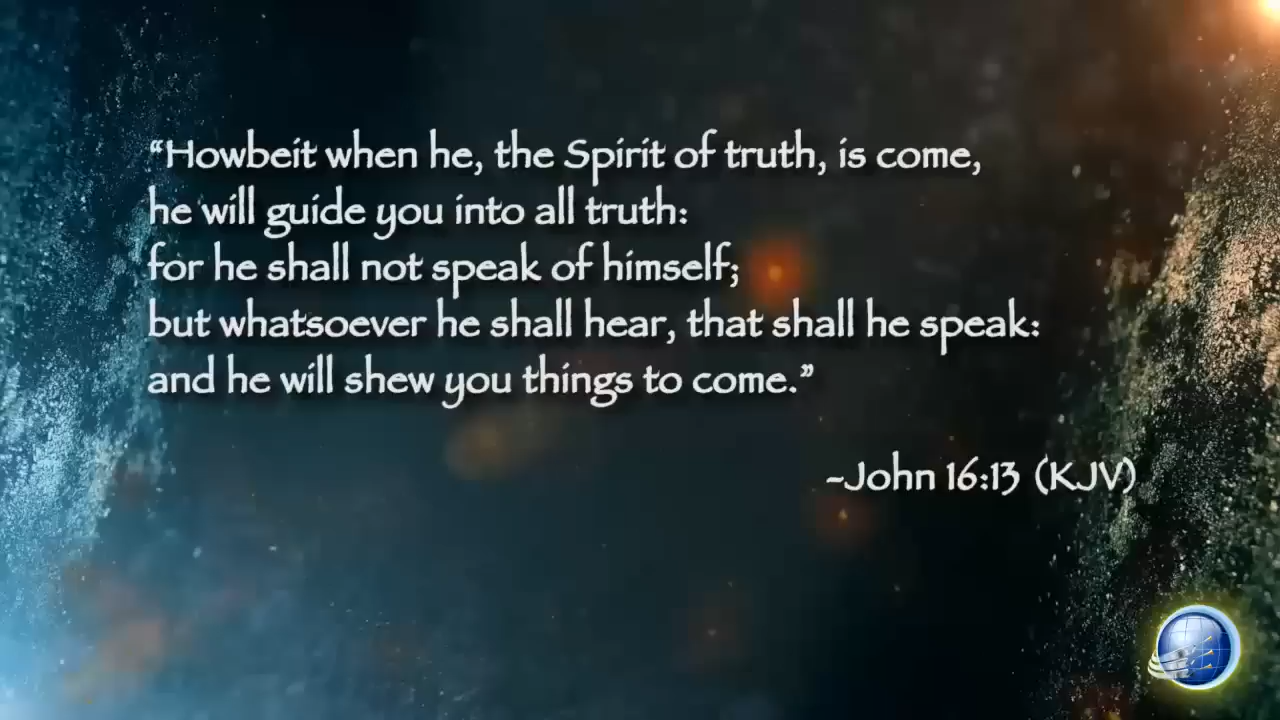 “Howbeit when he, the Spirit of truth, is come,
he will guide you into all truth:
for he shall not speak of himself;
but whatsoever he shall hear, that shall he speak:
and he will shew you things to come.”
~John 16:13 (KJV)